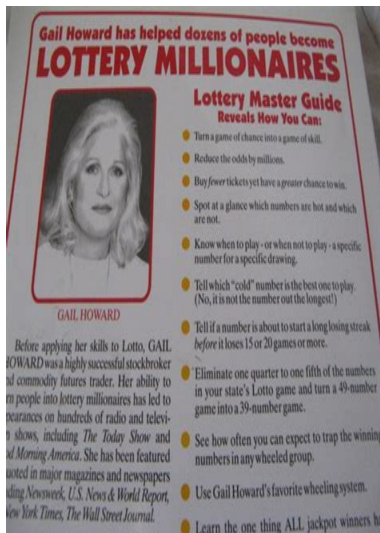 Gail Howard has helped dozens of people become
LOTTERY MILLIONAIRES
Lottery Master Guide
Reveals How You Can:
Turn a game of chance into a game of skill.
Reduce the odds by millions.
Buy fewer tickets yet have a greater chance to win.
Spot at a glance which numbers are hot and which
are not.
Know when to play - or when not to play - a specific
number for a specific drawing.
Tell which "cold" number is the best one to play.
(No, it is not the number out the longest!)
Tell if a number is about to start a long losing streak
before it loses 15 or 20 games or more.
Eliminate one quarter to one fifth of the numbers
in your state's Lotto game and turn a 49-number
game into a 39-number game.
See how often you can expect to trap the winning
numbers in any wheeled group.
Use Gail Howard's favorite wheeling system.
Learn the one thing ALL jackpot winners
GAIL HOWARD
Before applying her skills to Lotto, GAIL
HOWARD was a highly successful stockbroker
and commodity futures trader. Her ability to
people into lottery millionaires has led to
pearances on hundreds of radio and televi-
shows, including The Today Show and
Morning America. She has been featured
uoted in major magazines and newspapers
ding Newsweek, U.S. News & World Report,
New York Times, The Wall Street Journal.